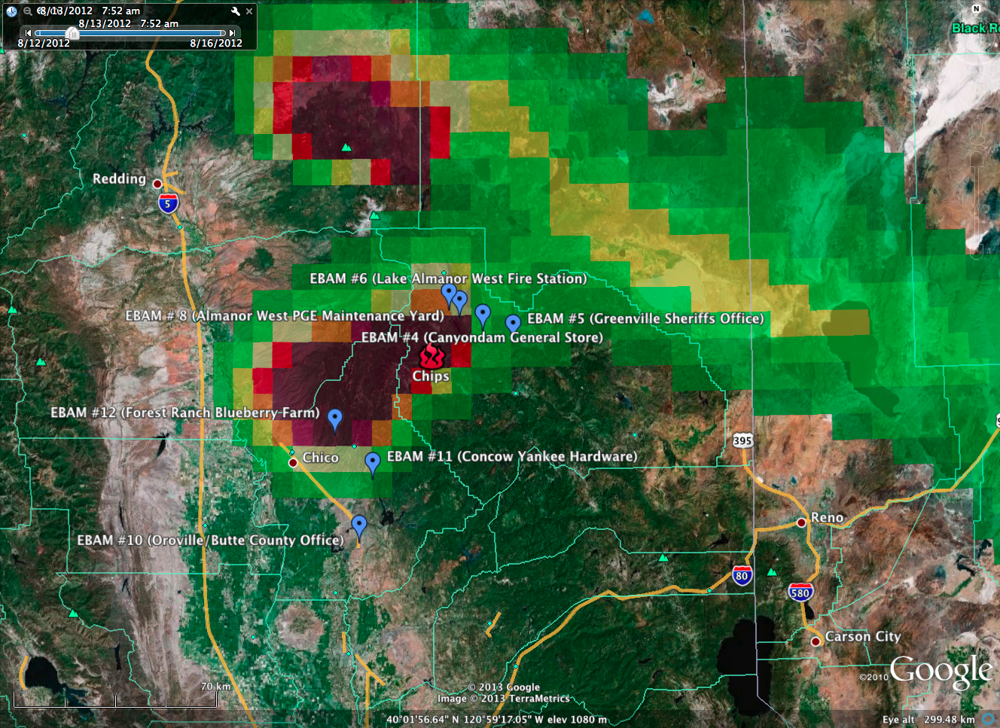 8/13/2012 7:52 am
8/13/2012 7:52 am
8/12/2012
8/16/2012
N
Redding
5
EBAM #6 (Lake Almanor West Fire Station)
EBAM # 8 (Almanor West PGE Maintenance Yard)
EBAM #5 (Greenville Sheriffs Office)
EBAM #4 (Canyondam General Store)
Chips
EBAM #12 (Forest Ranch Blueberry Farm)
395
Chico
EBAM #11 (Concow Yankee Hardware)
Reno
EBAM #10 (Oroville/Butte County Office)
80
580
Carson City
©2010 Google
70 km
© 2013 Google
Image © 2013 TerraMetrics
40°01'56.64" N 120°59'17.05" W elev 1080 m
Eye alt 299.48 km